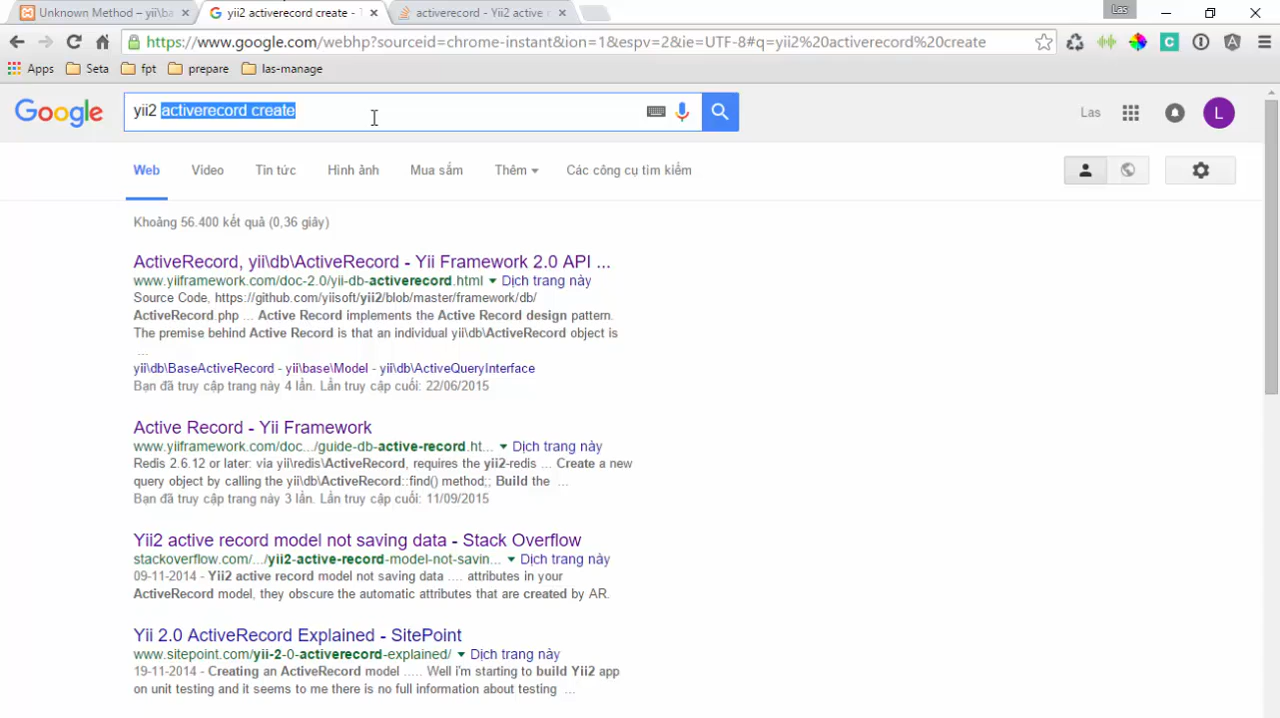 Unknown Method – yii\ba
yii2 activerecord create -
activerecord - Yii2 active
Las
https://www.google.com/webhp?sourceid=chrome-instant&ion=1&espv=2&ie=UTF-8#q=yii2%20activerecord%20create
Apps Seta fpt prepare las-manage
Google
yii2 activerecord create
Las
L
Web Video Tin tức Hình ảnh Mua sắm Thêm Các công cụ tìm kiếm
Khoảng 56.400 kết quả (0,36 giây)
ActiveRecord, yii\db\ActiveRecord - Yii Framework 2.0 API ...
www.yiiframework.com/doc-2.0/yii-db-activerecord.html Dịch trang này
Source Code, https://github.com/yiisoft/yii2/blob/master/framework/db/
ActiveRecord.php ... Active Record implements the Active Record design pattern.
The premise behind Active Record is that an individual yii\db\ActiveRecord object is
...
yii\db\BaseActiveRecord - yii\base\Model - yii\db\ActiveQueryInterface
Bạn đã truy cập trang này 4 lần. Lần truy cập cuối: 22/06/2015
Active Record - Yii Framework
www.yiiframework.com/doc.../guide-db-active-record.ht... Dịch trang này
Redis 2.6.12 or later: via yii\redis\ActiveRecord, requires the yii2-redis ... Create a new
query object by calling the yii\db\ActiveRecord::find() method;; Build the ...
Bạn đã truy cập trang này 3 lần. Lần truy cập cuối: 11/09/2015
Yii2 active record model not saving data - Stack Overflow
stackoverflow.com/.../yii2-active-record-model-not-savin... Dịch trang này
09-11-2014 - Yii2 active record model not saving data .... attributes in your
ActiveRecord model, they obscure the automatic attributes that are created by AR.
Yii 2.0 ActiveRecord Explained - SitePoint
www.sitepoint.com/yii-2-0-activerecord-explained/ Dịch trang này
19-11-2014 - Creating an ActiveRecord model ..... Well i'm starting to build Yii2 app
on unit testing and it seems to me there is no full information about testing ...